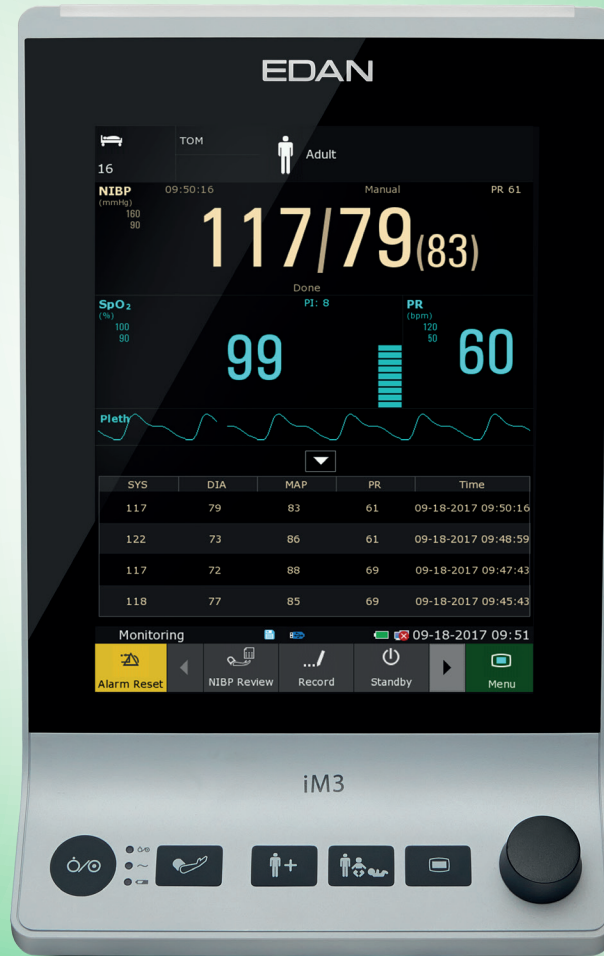 EDAN
TOM
16
Adult
NIBP 09:50:16 Manual PR 61
(mmHg)
160
90
117/79(83)
Done
SpO₂ PI: 8 PR
(%) (bpm)
100 120
90 50
99 60
Pleth
SYS DIA MAP PR Time
117 79 83 61 09-18-2017 09:50:16
122 73 86 61 09-18-2017 09:48:59
117 72 88 69 09-18-2017 09:47:43
118 77 85 69 09-18-2017 09:45:43
Monitoring 09-18-2017 09:51
Alarm Reset NIBP Review Record Standby Menu
iM3